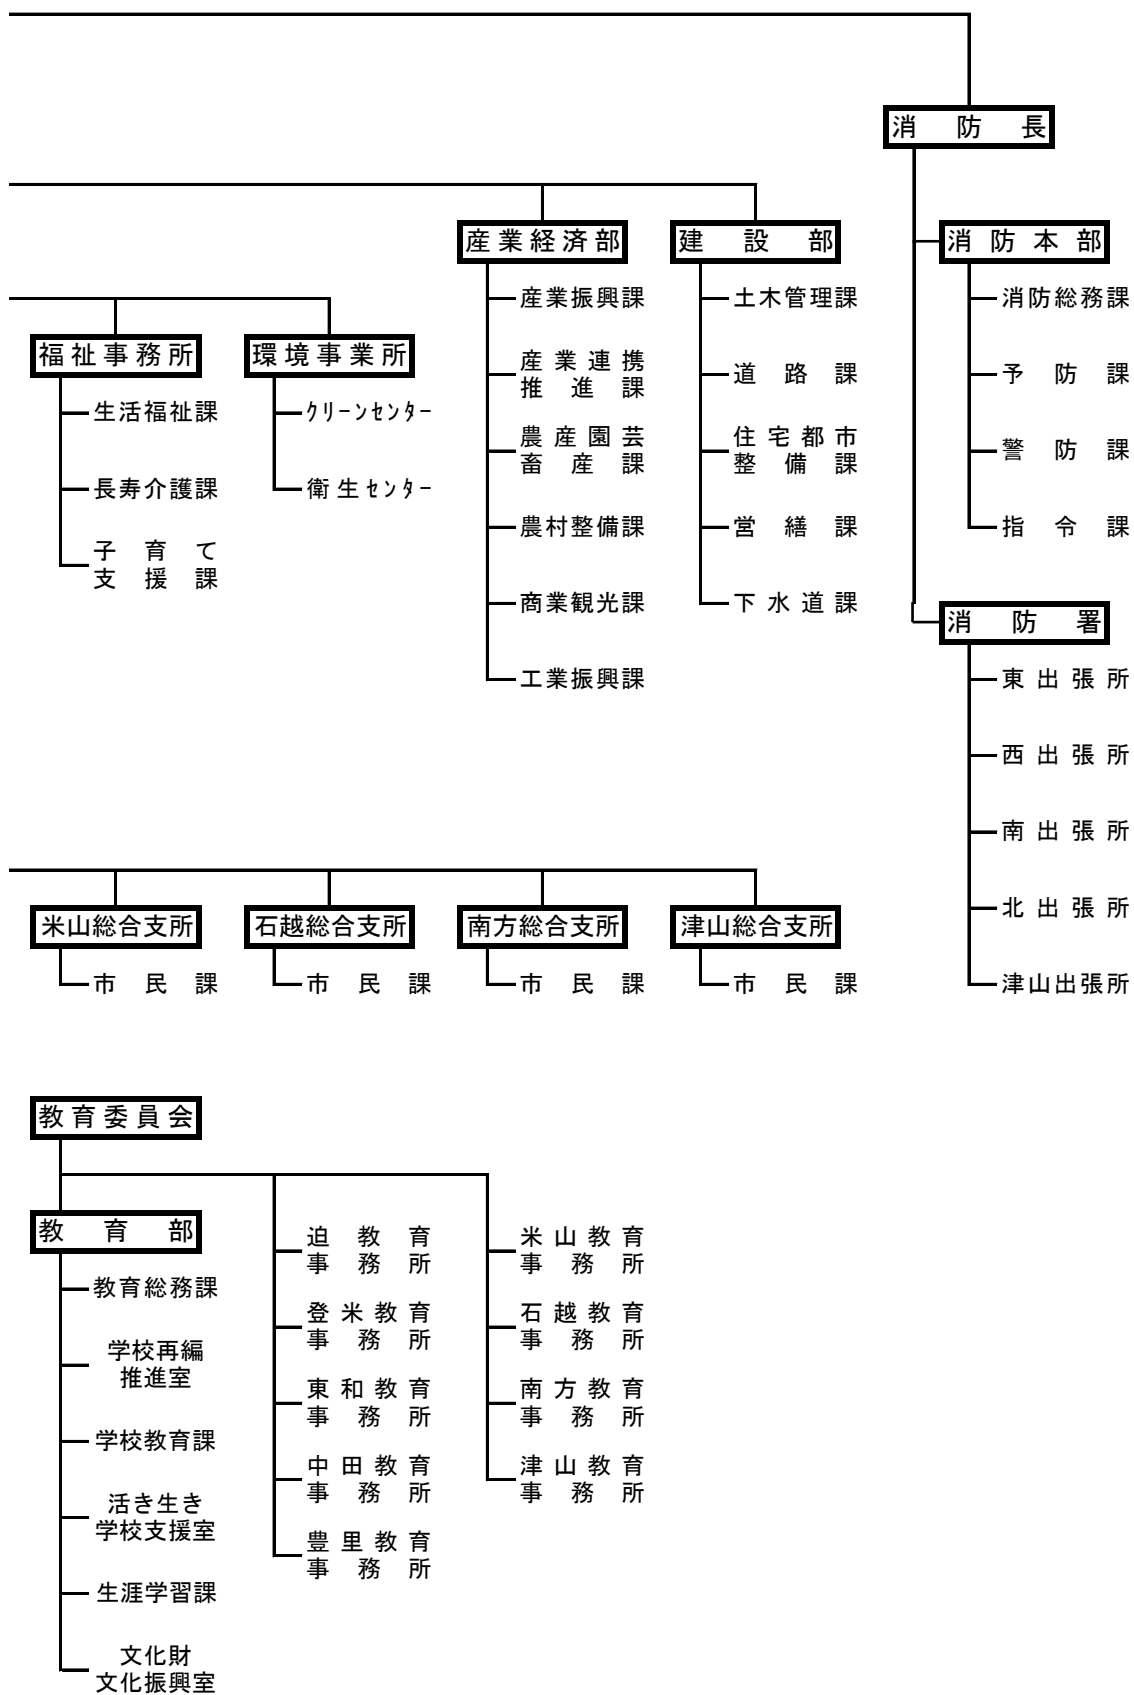 消防長
産業経済部
建設部
消防本部
産業振興課
土木管理課
消防総務課
福祉事務所
環境事業所
産業連携
推進課
道路課
予防課
生活福祉課
ｸﾘｰﾝｾﾝﾀｰ
農産園芸
畜産課
住宅都市
整備課
警防課
長寿介護課
衛生ｾﾝﾀｰ
農村整備課
営繕課
指令課
子育て
支援課
商業観光課
下水道課
消防署
工業振興課
東出張所
西出張所
南出張所
北出張所
米山総合支所
石越総合支所
南方総合支所
津山総合支所
市民課
市民課
市民課
市民課
津山出張所
教育委員会
教育部
教育総務課
学校再編
推進室
学校教育課
活き生き
学校支援室
生涯学習課
文化財
文化振興室
迫教育
事務所
登米教育
事務所
東和教育
事務所
中田教育
事務所
豊里教育
事務所
米山教育
事務所
石越教育
事務所
南方教育
事務所
津山教育
事務所